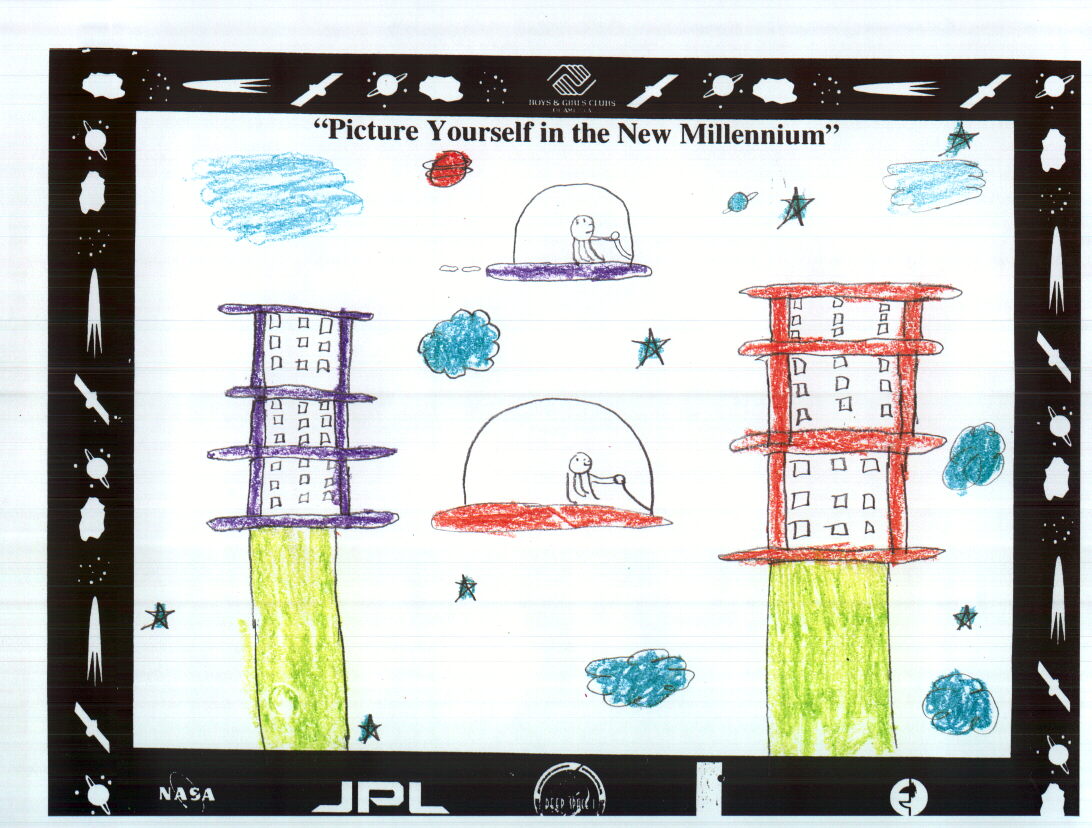 BOYS & GIRLS CLUBS
OF AMERICA
“Picture Yourself in the New Millennium”
NASA
JPL
DEEP SPACE 1